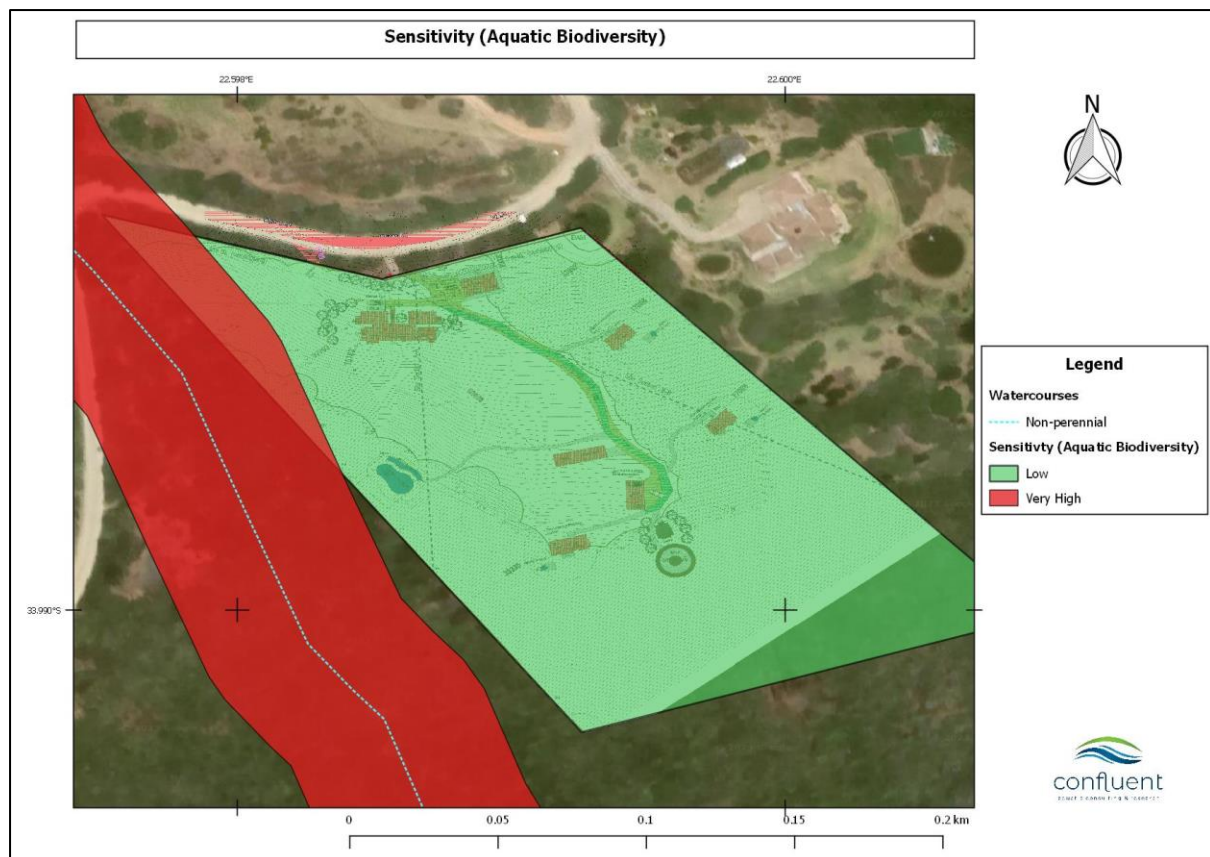 Sensitivity (Aquatic Biodiversity)
22.598°E
22.600°E
N
33.990°S
Legend
Watercourses
Non-perennial
Sensitivty (Aquatic Biodiversity)
Low
Very High
confluent
0
0.05
0.1
0.15
0.2 km